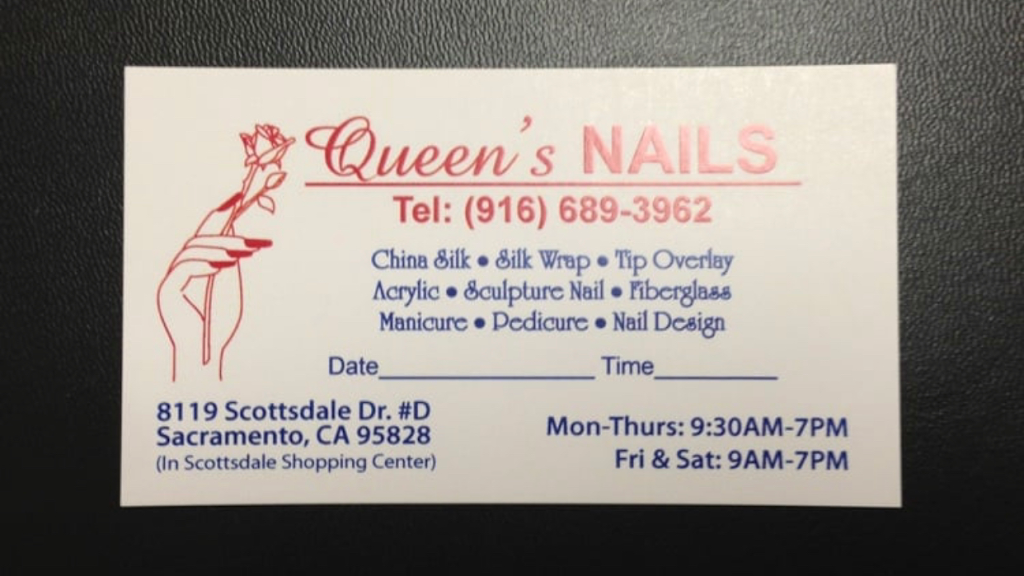 Queen's NAILS
Tel: (916) 689-3962
China Silk • Silk Wrap • Tip Overlay
Acrylic • Sculpture Nail • Fiberglass
Manicure • Pedicure • Nail Design
Date____________________ Time___________
8119 Scottsdale Dr. #D
Sacramento, CA 95828
(In Scottsdale Shopping Center)
Mon-Thurs: 9:30AM-7PM
Fri & Sat: 9AM-7PM